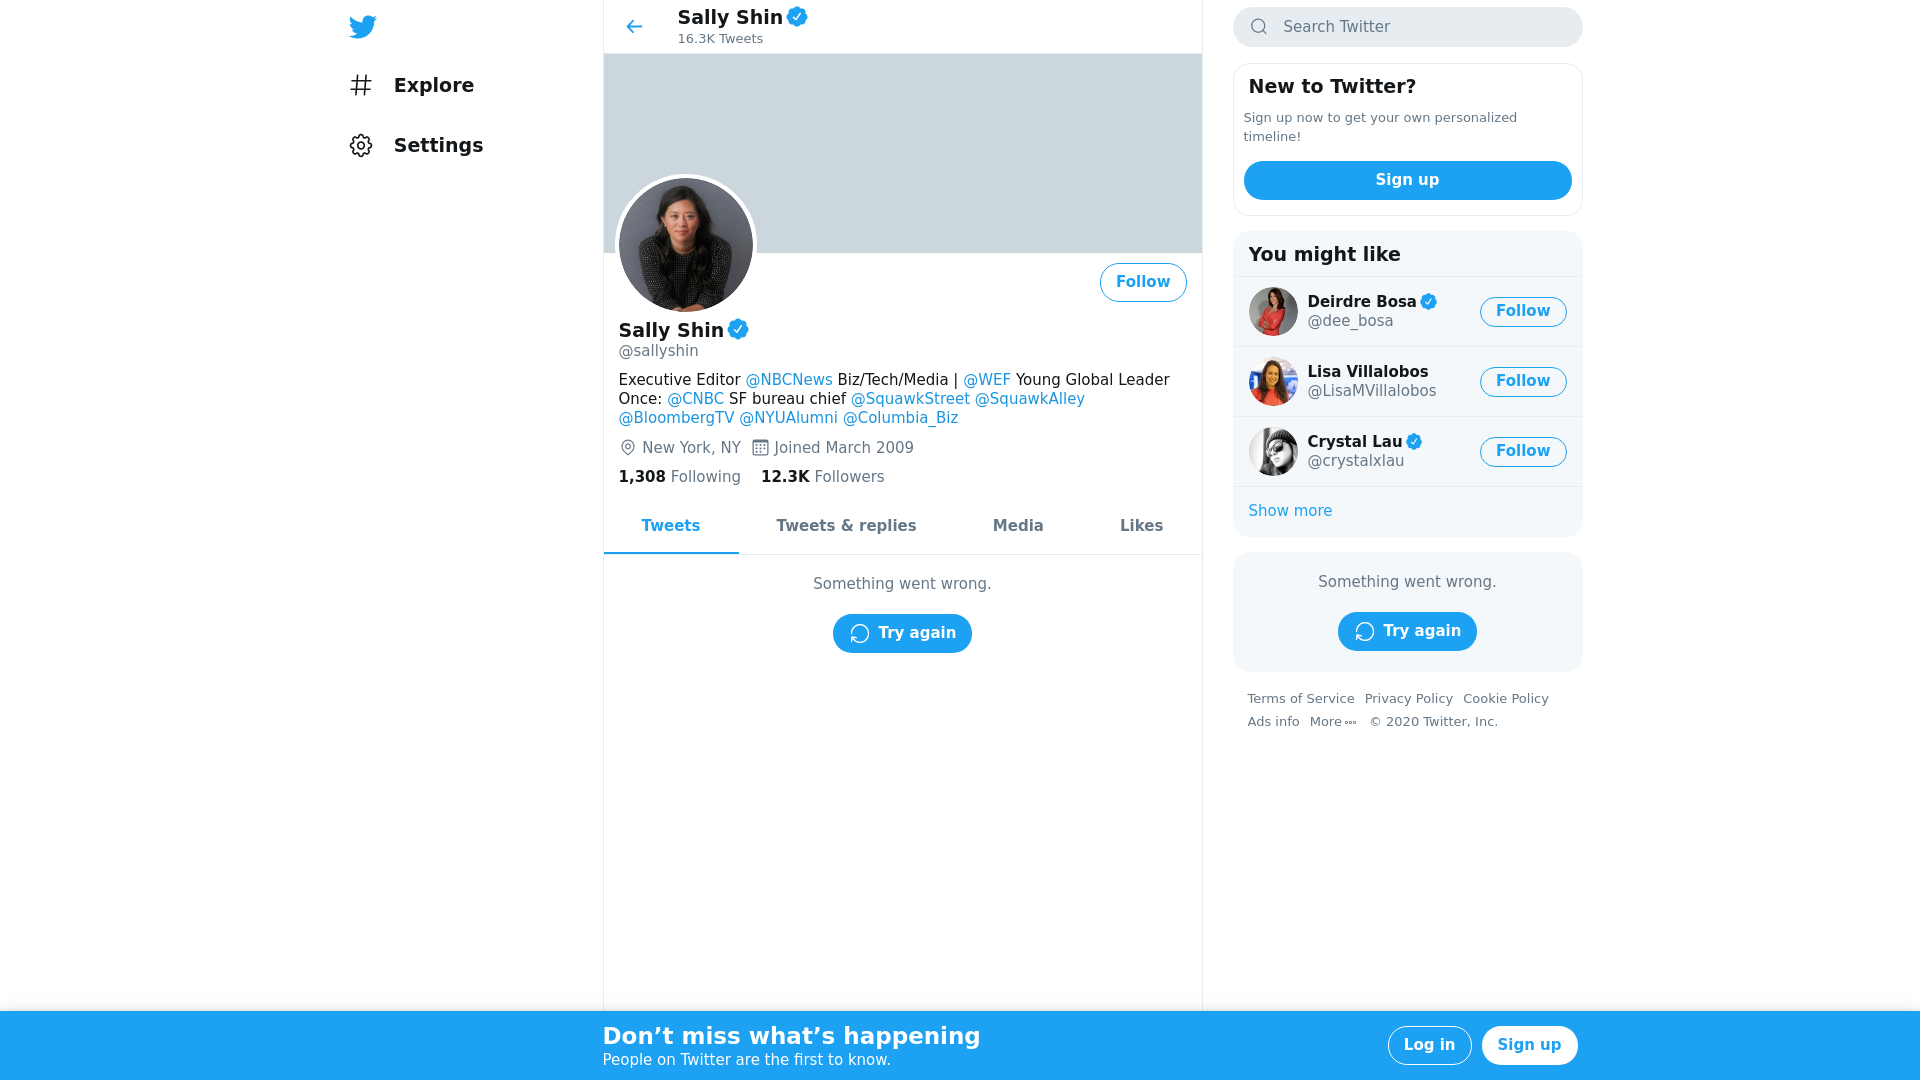 Explore
Settings
Sally Shin
16.3K Tweets
Follow
Sally Shin
@sallyshin
Executive Editor @NBCNews Biz/Tech/Media | @WEF Young Global Leader
Once: @CNBC SF bureau chief @SquawkStreet @SquawkAlley
@BloombergTV @NYUAlumni @Columbia_Biz
New York, NY Joined March 2009
1,308 Following 12.3K Followers
Tweets Tweets & replies Media Likes
Something went wrong.
Try again
Search Twitter
New to Twitter?
Sign up now to get your own personalized
timeline!
Sign up
You might like
Deirdre Bosa
@dee_bosa
Follow
Lisa Villalobos
@LisaMVillalobos
Follow
Crystal Lau
@crystalxlau
Follow
Show more
Something went wrong.
Try again
Terms of Service Privacy Policy Cookie Policy
Ads info More © 2020 Twitter, Inc.
Don’t miss what’s happening
People on Twitter are the first to know.
Log in Sign up